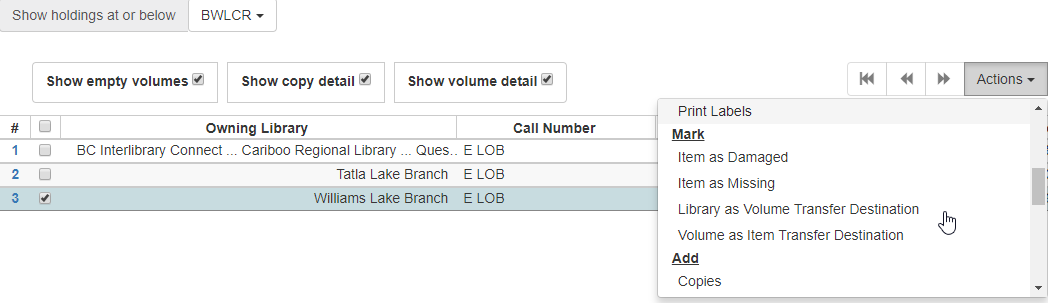 Show holdings at or below BWLCR
Show empty volumes Show copy detail Show volume detail Actions
Print Labels
# Owning Library Call Number
Mark
1 BC Interlibrary Connect ... Cariboo Regional Library ... Ques.. E LOB
Item as Damaged
2 Tatla Lake Branch E LOB
Item as Missing
3 Williams Lake Branch E LOB
Library as Volume Transfer Destination
Volume as Item Transfer Destination
Add
Copies